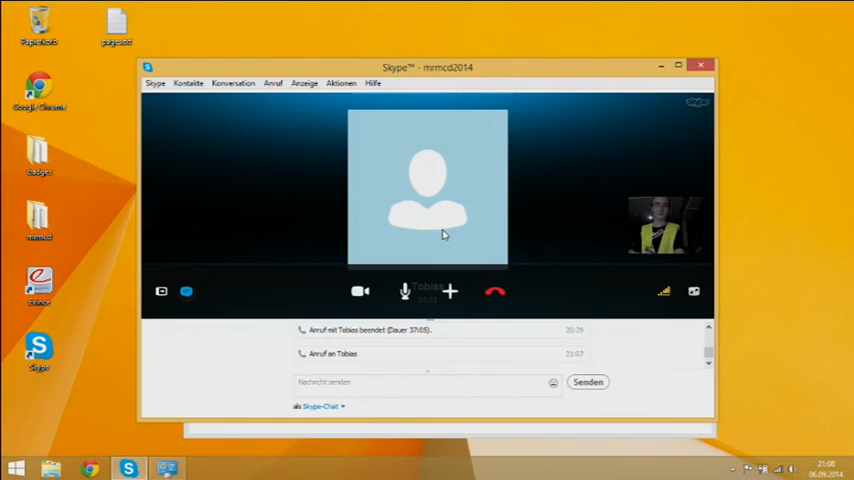 Papierkorb
Skype™ - mrmcd2014
Skype Kontakte Konversation Anruf Anzeige Aktionen Hilfe
skype
Google Chrome
badges
mrmcd
Tobias
Anruf mit Tobias beendet (Dauer 37:05).
20:29
Evince
Anruf an Tobias
21:07
Skype
Nachricht senden
Senden
als Skype-Chat
21:08
06.09.2014